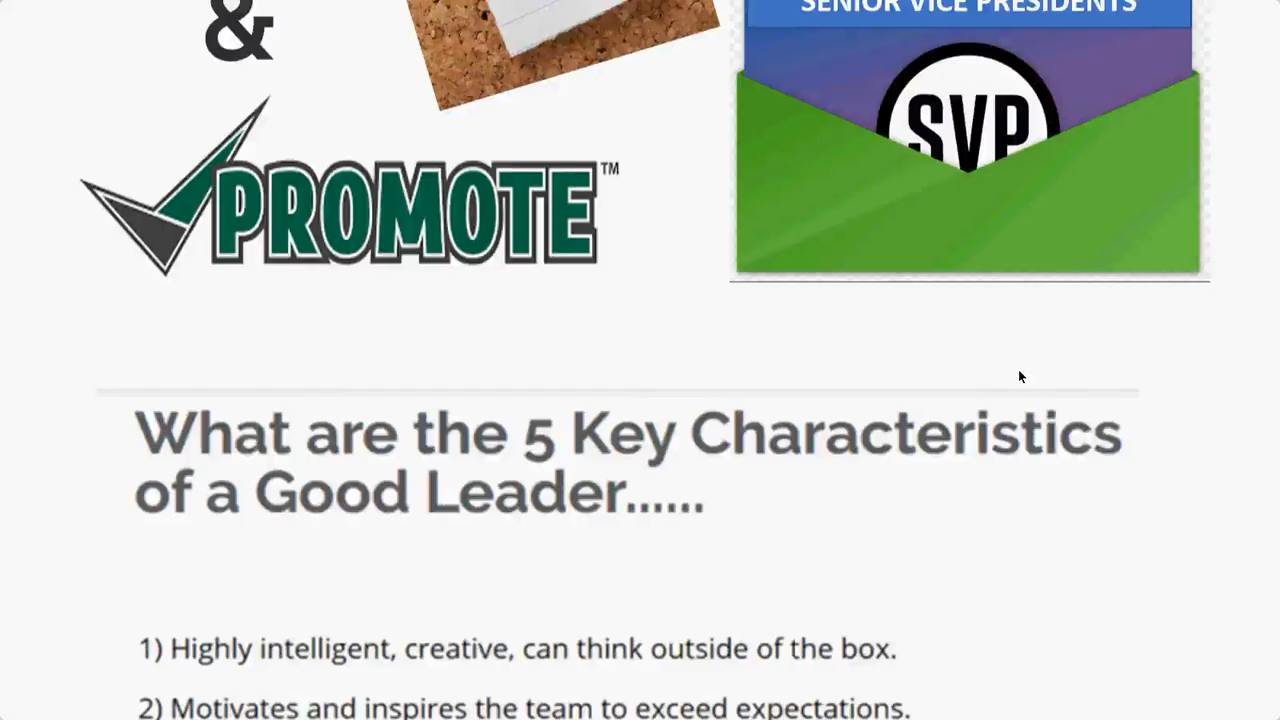 &
SENIOR VICE PRESIDENTS
SVP
PROMOTE™
What are the 5 Key Characteristics
of a Good Leader......
1) Highly intelligent, creative, can think outside of the box.
2) Motivates and inspires the team to exceed expectations.